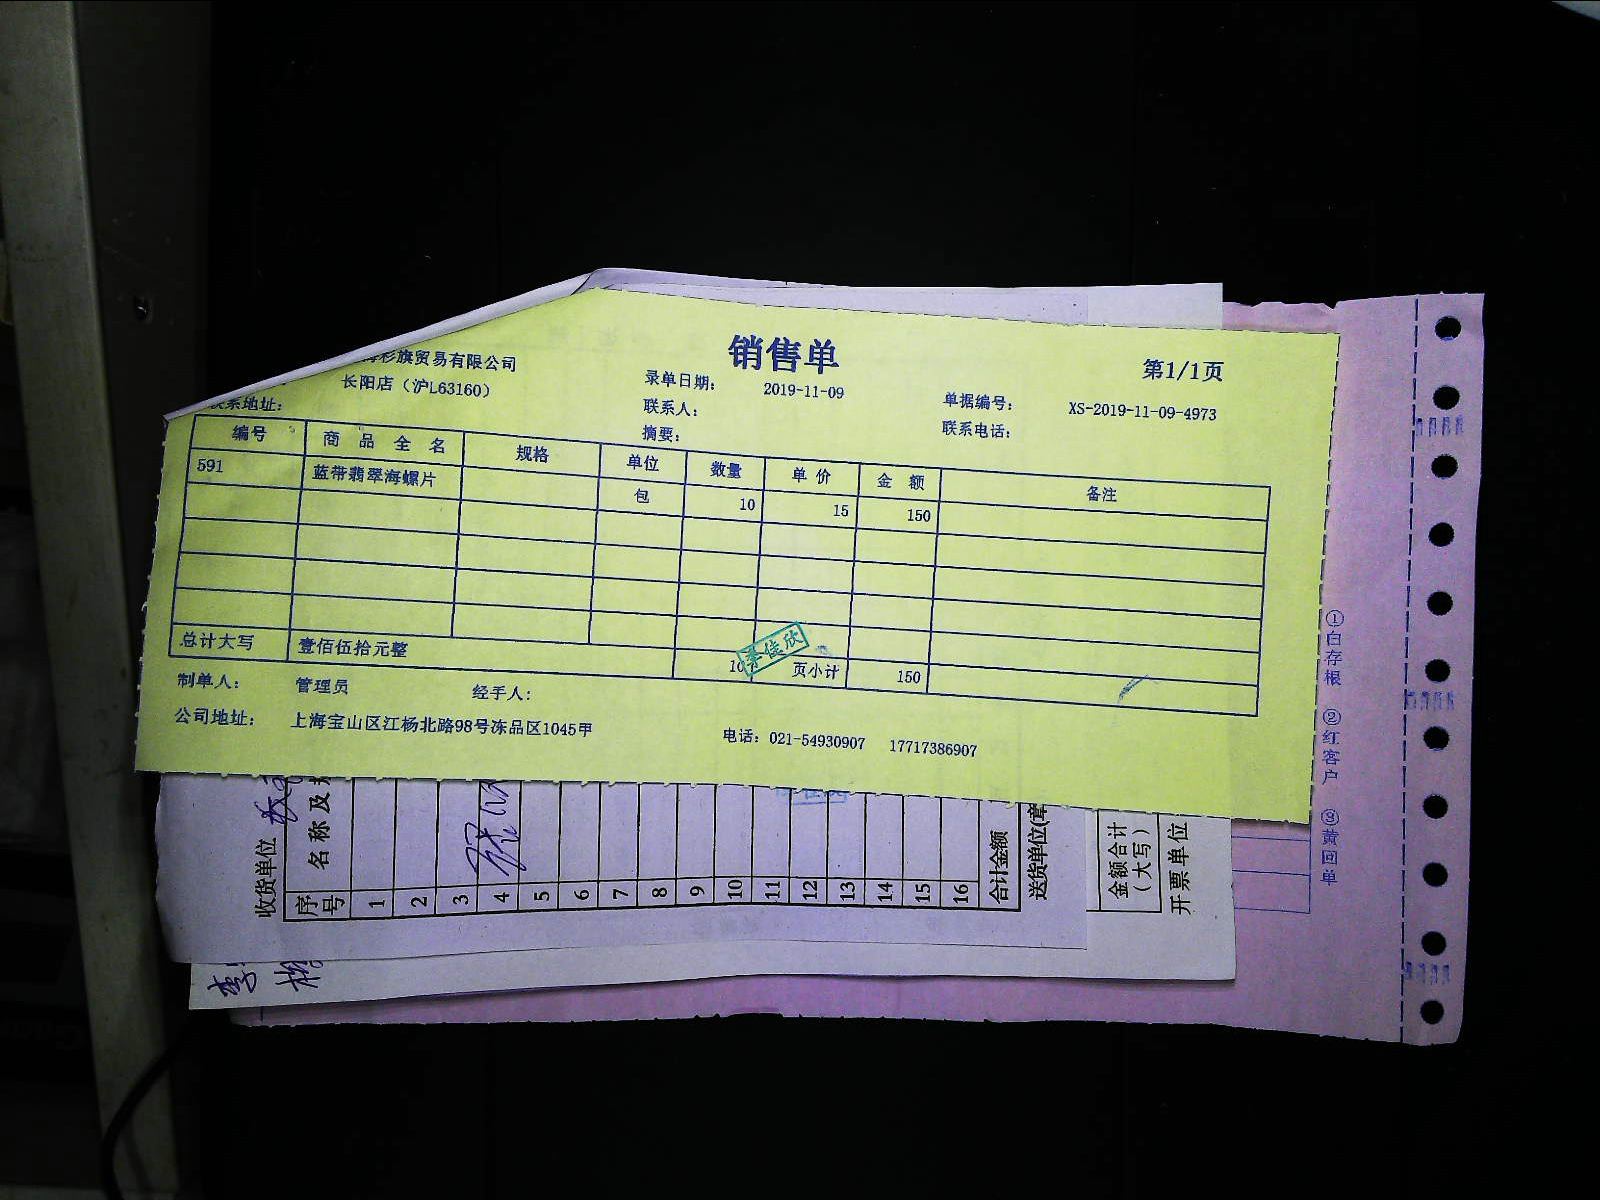 销售单
第1/1页
海杉旗贸易有限公司
长阳店（沪L63160）
录单日期： 2019-11-09
单据编号： XS-2019-11-09-4973
联系地址：
联系人：
联系电话：
摘要：
编号 商品全名 规格 单位 数量 单价 金额 备注
591 蓝带翡翠海螺片 包 10 15 150
总计大写 壹佰伍拾元整 10 页小计 150
佳欣
制单人： 管理员 经手人：
公司地址： 上海宝山区江杨北路98号冻品区1045甲 电话：021-54930907 17717386907
①白存根 ②红客户 ③黄回单
收货单位
序号 名称及
1
2
3
4
5
6
7
8
9
10
11
12
13
14
15
16
合计金额
送货单位(章
金额合计（大写）
开票单位